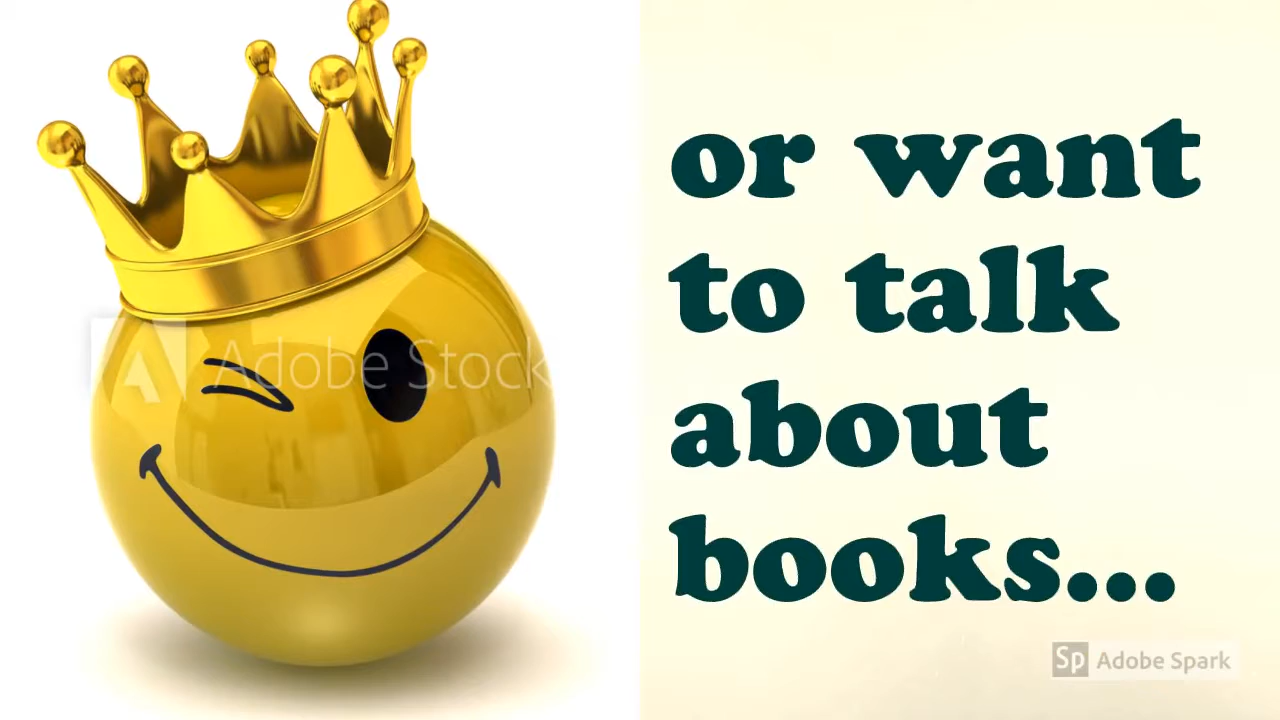 or want
to talk
about
books...
Adobe Stock
Sp Adobe Spark